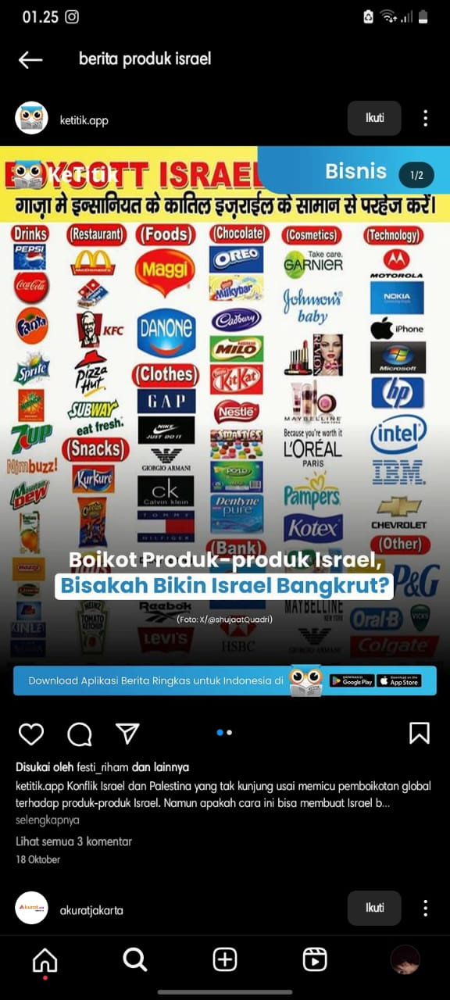 01.25
berita produk israel
ketitik.app
Ikuti
KeTitik
ISRAEL
Bisnis
1/2
गाज़ा मे इन्सानियत के कातिल इज़राईल के सामान से परहेज करें।
(Drinks)
(Restaurant)
(Foods)
(Chocolate)
(Cosmetics)
(Technology)
PEPSI
Coca-Cola
Fanta
Sprite
7UP
Nimbuzz!
Mountain Dew
McDonald's
KFC
Pizza Hut
SUBWAY
eat fresh.
(Snacks)
Kurkure
Cheetos
HEINZ
TOMATO
KETCHUP
Maggi
DANONE
(Clothes)
GAP
NIKE
JUST DO IT
GIORGIO ARMANI
ck
Calvin Klein
TOMMY
HILFIGER
Reebok
LEVI'S
OREO
Milkybar
Cadbury
MILO
KitKat
Nestle
SMARTIES
POLO
Dentyne
pure
(Bank)
HSBC
Take care.
GARNIER
Johnson's
baby
REVLON
MAYBELLINE
NEW YORK
Because you're worth it
L'ORÉAL
PARIS
Pampers
Kotex
MAYBELLINE
NEW YORK
GIORGIO ARMANI
MOTOROLA
NOKIA
iPhone
Microsoft
hp
intel
IBM
CHEVROLET
(Other)
P&G
Oral-B
VICKS
Colgate
KINLEY
Boikot Produk-produk Israel,
Bisakah Bikin Israel Bangkrut?
(Foto: X/@shujaatQuadri)
Download Aplikasi Berita Ringkas untuk Indonesia di
Google Play
App Store
Disukai oleh festi_riham dan lainnya
ketitik.app Konflik Israel dan Palestina yang tak kunjung usai memicu pemboikotan global
terhadap produk-produk Israel. Namun apakah cara ini bisa membuat Israel b...
selengkapnya
Lihat semua 3 komentar
18 Oktober
akuratjakarta
Ikuti